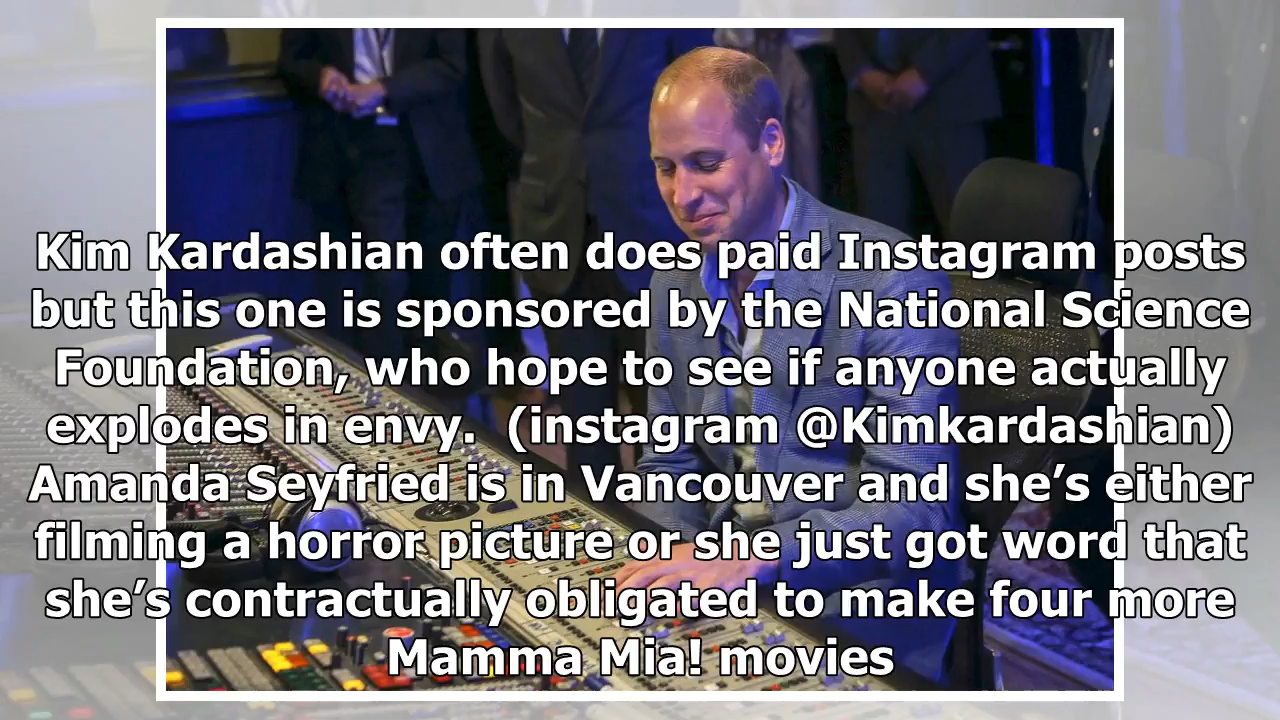 Kim Kardashian often does paid Instagram posts
but this one is sponsored by the National Science
Foundation, who hope to see if anyone actually
explodes in envy.  (instagram @Kimkardashian)
Amanda Seyfried is in Vancouver and she’s either
filming a horror picture or she just got word that
she’s contractually obligated to make four more
Mamma Mia! movies